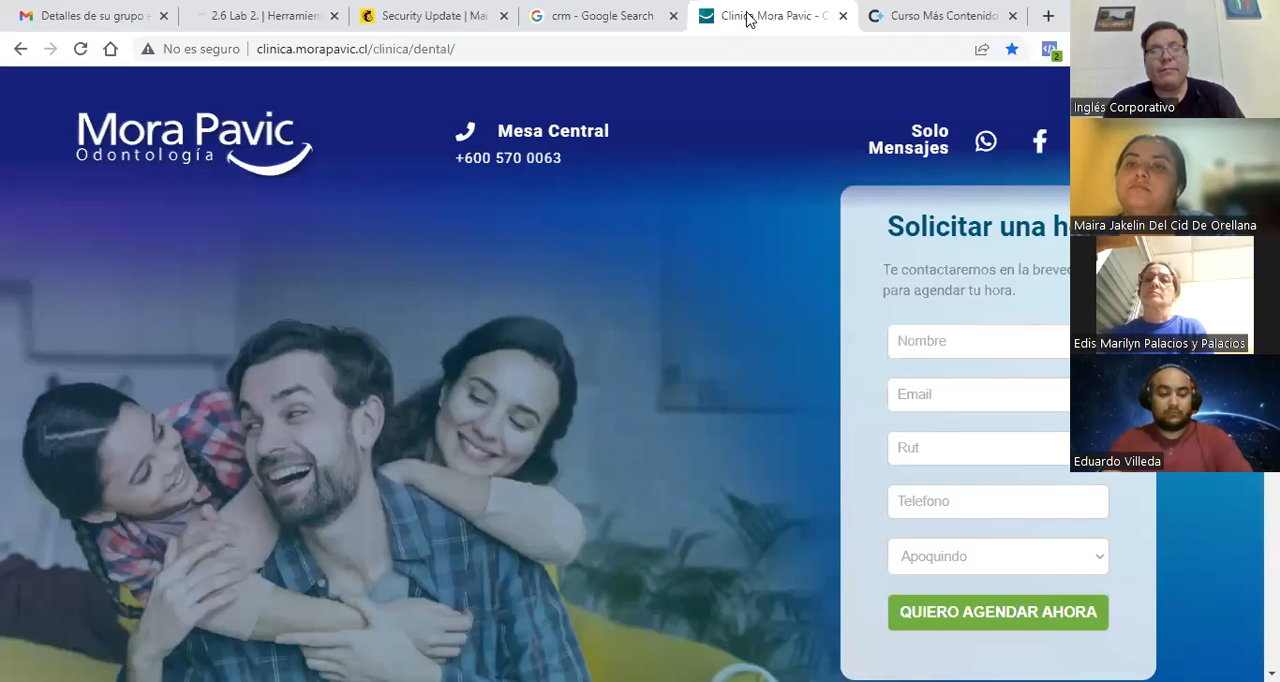 Detalles de su grupo
2.6 Lab 2. | Herramien
Security Update | Mai
crm - Google Search
Clinica Mora Pavic - C
Curso Más Contenido
No es seguro
clinica.morapavic.cl/clinica/dental/
2
Mora Pavic
Odontología
Mesa Central
+600 570 0063
Solo
Mensajes
Solicitar una h
Te contactaremos en la breve
para agendar tu hora.
Nombre
Email
Rut
Telefono
Apoquindo
QUIERO AGENDAR AHORA
Inglés Corporativo
Maira Jakelin Del Cid De Orellana
Edis Marilyn Palacios y Palacios
Eduardo Villeda